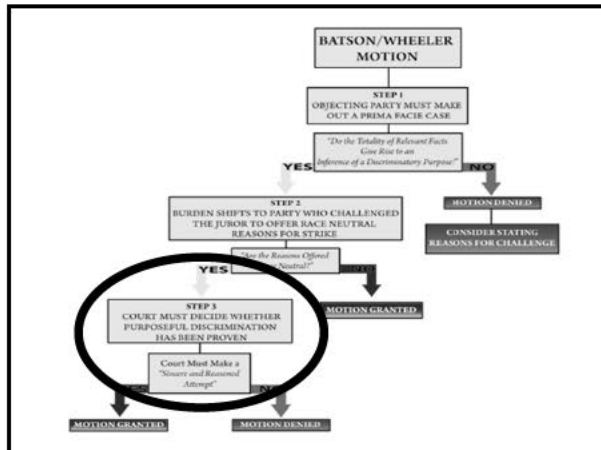 BATSON/WHEELER
MOTION
STEP 1
OBJECTING PARTY MUST MAKE
OUT A PRIMA FACIE CASE
"Do the Totality of Relevant Facts
Give Rise to an
Inference of a Discriminatory Purpose?"
YES
NO
MOTION DENIED
CONSIDER STATING
REASONS FOR CHALLENGE
STEP 2
BURDEN SHIFTS TO PARTY WHO CHALLENGED
THE JUROR TO OFFER RACE NEUTRAL
REASONS FOR STRIKE
"Are the Reasons Offered
Neutral?"
YES
NO
MOTION GRANTED
STEP 3
COURT MUST DECIDE WHETHER
PURPOSEFUL DISCRIMINATION
HAS BEEN PROVEN
Court Must Make a
"Sincere and Reasoned
Attempt"
YES
NO
MOTION GRANTED
MOTION DENIED